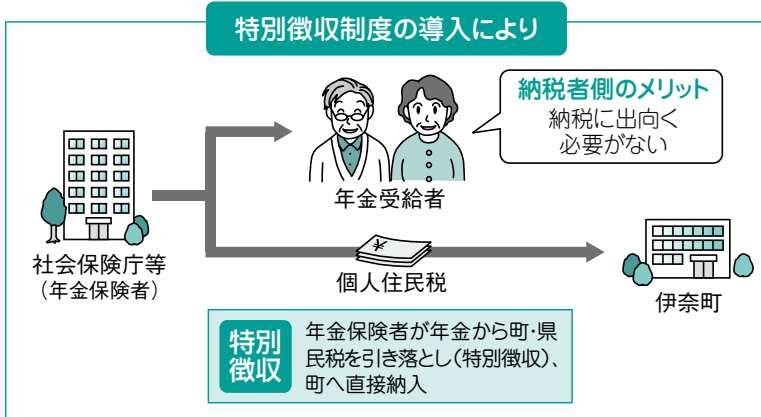 特別徴収制度の導入により
納税者側のメリット
納税に出向く
必要がない
年金受給者
社会保険庁等
（年金保険者）
¥
個人住民税
伊奈町
特別
徴収
年金保険者が年金から町・県
民税を引き落とし（特別徴収）、
町へ直接納入